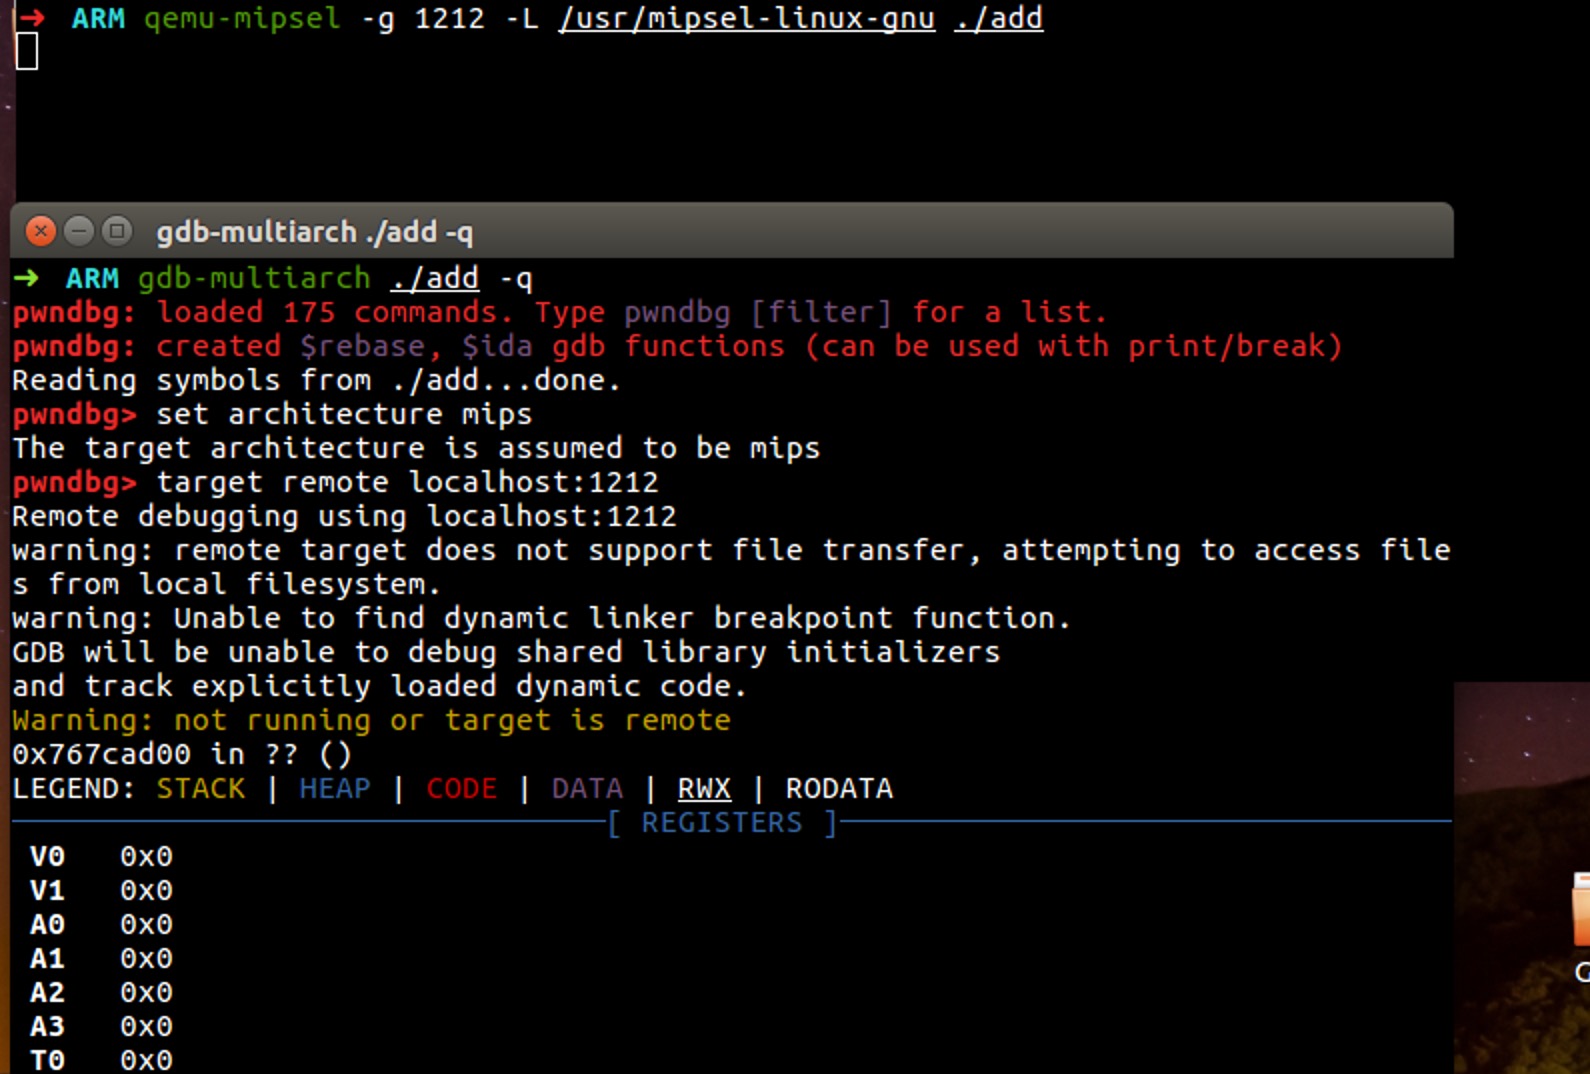 ➜ ARM qemu-mipsel -g 1212 -L /usr/mipsel-linux-gnu ./add
gdb-multiarch ./add -q
➜ ARM gdb-multiarch ./add -q
pwndbg: loaded 175 commands. Type pwndbg [filter] for a list.
pwndbg: created $rebase, $ida gdb functions (can be used with print/break)
Reading symbols from ./add...done.
pwndbg> set architecture mips
The target architecture is assumed to be mips
pwndbg> target remote localhost:1212
Remote debugging using localhost:1212
warning: remote target does not support file transfer, attempting to access file
s from local filesystem.
warning: Unable to find dynamic linker breakpoint function.
GDB will be unable to debug shared library initializers
and track explicitly loaded dynamic code.
Warning: not running or target is remote
0x767cad00 in ?? ()
LEGEND: STACK | HEAP | CODE | DATA | RWX | RODATA
[ REGISTERS ]
V0 0x0
V1 0x0
A0 0x0
A1 0x0
A2 0x0
A3 0x0
T0 0x0